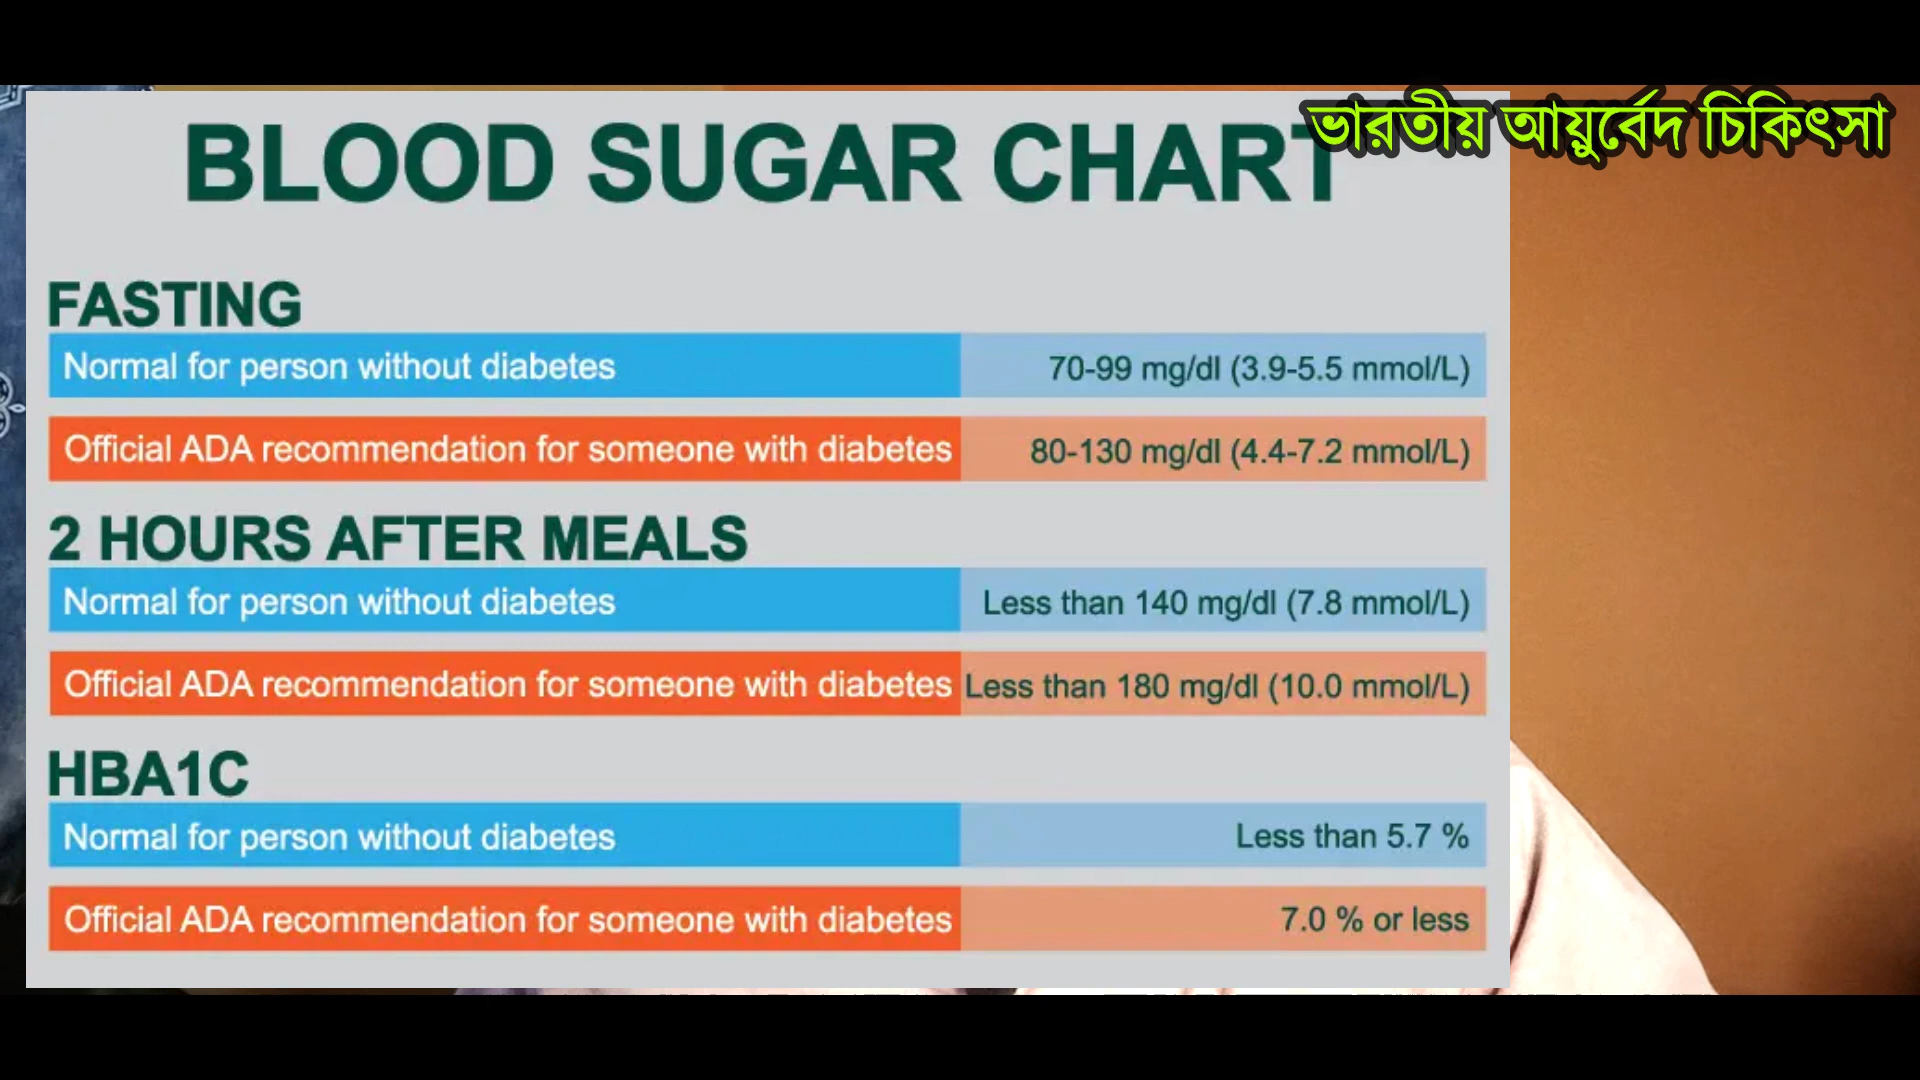 ভারতীয় আয়ুর্বেদ চিকিৎসা
BLOOD SUGAR CHART
FASTING
Normal for person without diabetes 70-99 mg/dl (3.9-5.5 mmol/L)
Official ADA recommendation for someone with diabetes 80-130 mg/dl (4.4-7.2 mmol/L)
2 HOURS AFTER MEALS
Normal for person without diabetes Less than 140 mg/dl (7.8 mmol/L)
Official ADA recommendation for someone with diabetes Less than 180 mg/dl (10.0 mmol/L)
HBA1C
Normal for person without diabetes Less than 5.7 %
Official ADA recommendation for someone with diabetes 7.0 % or less